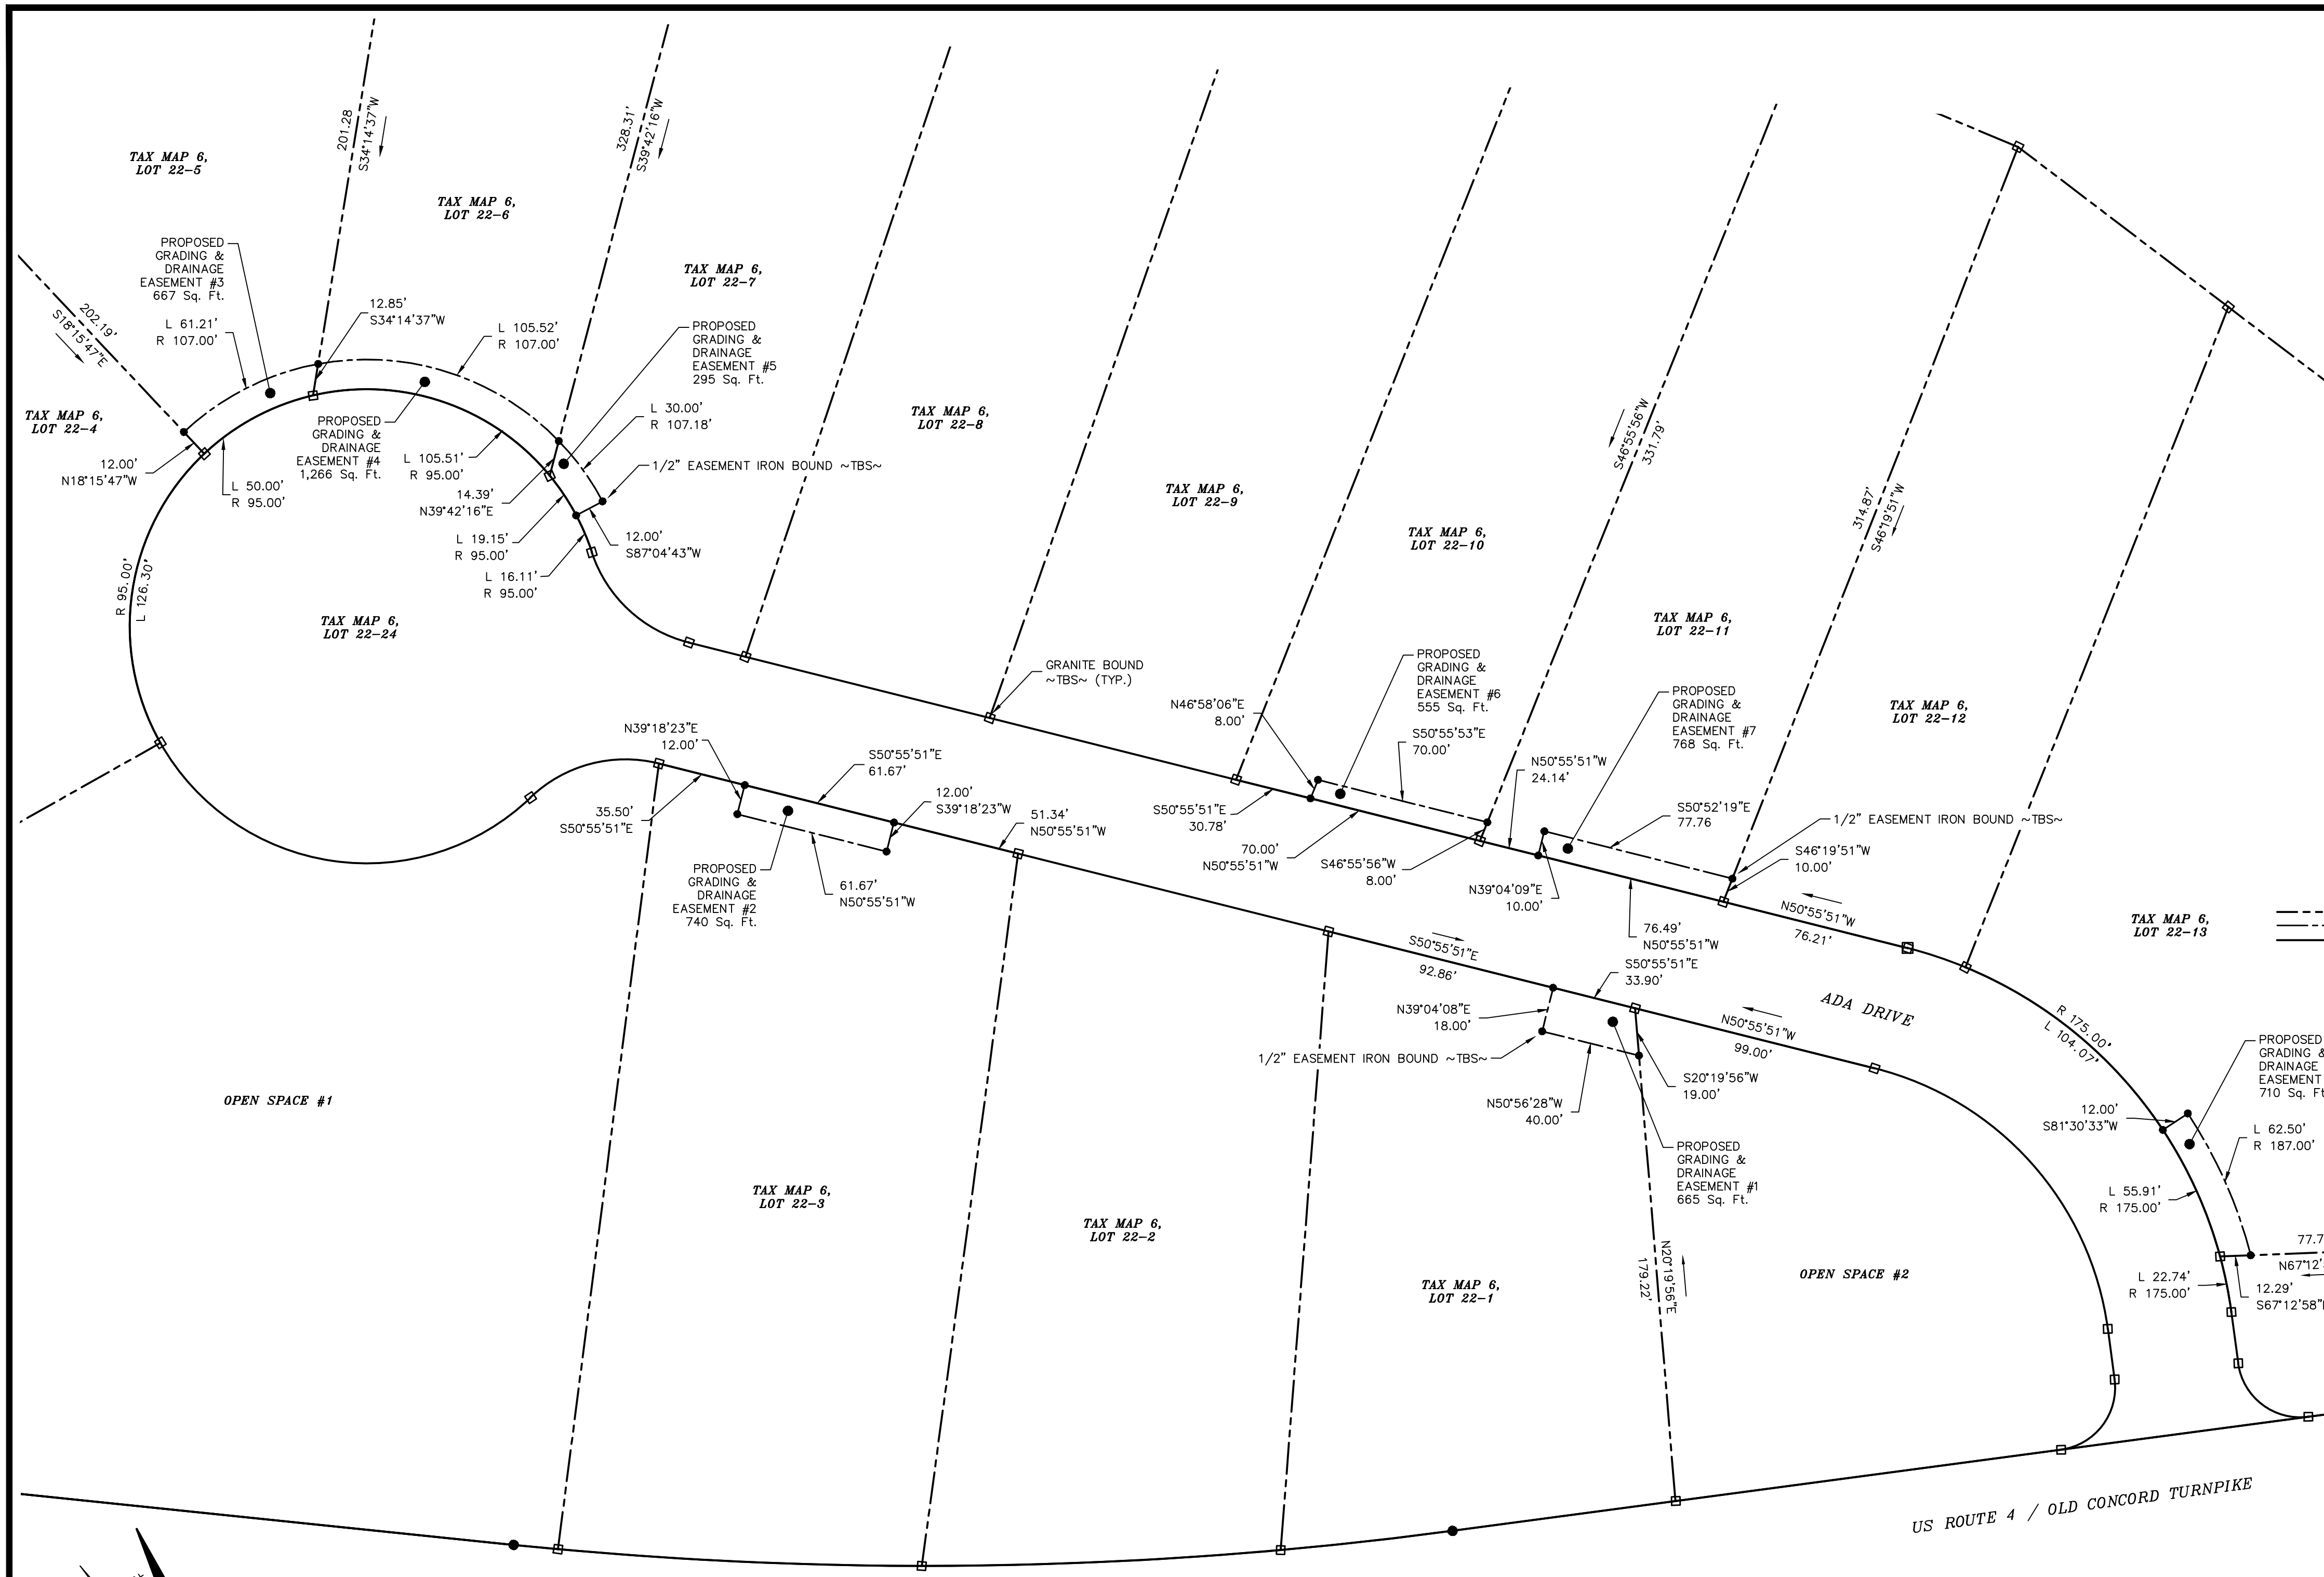 201.28
S34°14'37"W
328.31'
S39°42'16"W
TAX MAP 6,
LOT 22-5
TAX MAP 6,
LOT 22-6
TAX MAP 6,
LOT 22-7
PROPOSED
GRADING &
DRAINAGE
EASEMENT #3
667 Sq. Ft.
202.19'
S18°15'47"E
L 61.21'
R 107.00'
12.85'
S34°14'37"W
L 105.52'
R 107.00'
PROPOSED
GRADING &
DRAINAGE
EASEMENT #5
295 Sq. Ft.
L 30.00'
R 107.18'
TAX MAP 6,
LOT 22-4
12.00'
N18°15'47"W
L 50.00'
R 95.00'
PROPOSED
GRADING &
DRAINAGE
EASEMENT #4
1,266 Sq. Ft.
L 105.51'
R 95.00'
14.39'
N39°42'16"E
1/2" EASEMENT IRON BOUND ~TBS~
L 19.15'
R 95.00'
12.00'
S87°04'43"W
L 16.11'
R 95.00'
R 95.00'
L 126.30'
TAX MAP 6,
LOT 22-24
TAX MAP 6,
LOT 22-8
TAX MAP 6,
LOT 22-9
TAX MAP 6,
LOT 22-10
S46°55'56"W
331.79'
314.87'
S46°19'51"W
TAX MAP 6,
LOT 22-11
TAX MAP 6,
LOT 22-12
TAX MAP 6,
LOT 22-13
GRANITE BOUND
~TBS~ (TYP.)
N46°58'06"E
8.00'
PROPOSED
GRADING &
DRAINAGE
EASEMENT #6
555 Sq. Ft.
S50°55'53"E
70.00'
PROPOSED
GRADING &
DRAINAGE
EASEMENT #7
768 Sq. Ft.
N50°55'51"W
24.14'
S50°52'19"E
77.76
1/2" EASEMENT IRON BOUND ~TBS~
S46°19'51"W
10.00'
N39°18'23"E
12.00'
S50°55'51"E
61.67'
12.00'
S39°18'23"W
51.34'
N50°55'51"W
35.50'
S50°55'51"E
PROPOSED
GRADING &
DRAINAGE
EASEMENT #2
740 Sq. Ft.
61.67'
N50°55'51"W
S50°55'51"E
30.78'
70.00'
N50°55'51"W
S46°55'56"W
8.00'
N39°04'09"E
10.00'
76.49'
N50°55'51"W
N50°55'51"W
76.21'
S50°55'51"E
92.86'
S50°55'51"E
33.90'
N39°04'08"E
18.00'
1/2" EASEMENT IRON BOUND ~TBS~
N50°56'28"W
40.00'
S20°19'56"W
19.00'
N50°55'51"W
99.00'
ADA DRIVE
R 175.00'
L 104.07'
PROPOSED
GRADING &
DRAINAGE
EASEMENT #1
665 Sq. Ft.
PROPOSED
GRADING &
DRAINAGE
EASEMENT
710 Sq. Ft
12.00'
S81°30'33"W
L 62.50'
R 187.00'
L 55.91'
R 175.00'
77.7
N67°12'
L 22.74'
R 175.00'
12.29'
S67°12'58"
OPEN SPACE #1
TAX MAP 6,
LOT 22-3
TAX MAP 6,
LOT 22-2
TAX MAP 6,
LOT 22-1
N20°19'56"E
179.22'
OPEN SPACE #2
US ROUTE 4 / OLD CONCORD TURNPIKE